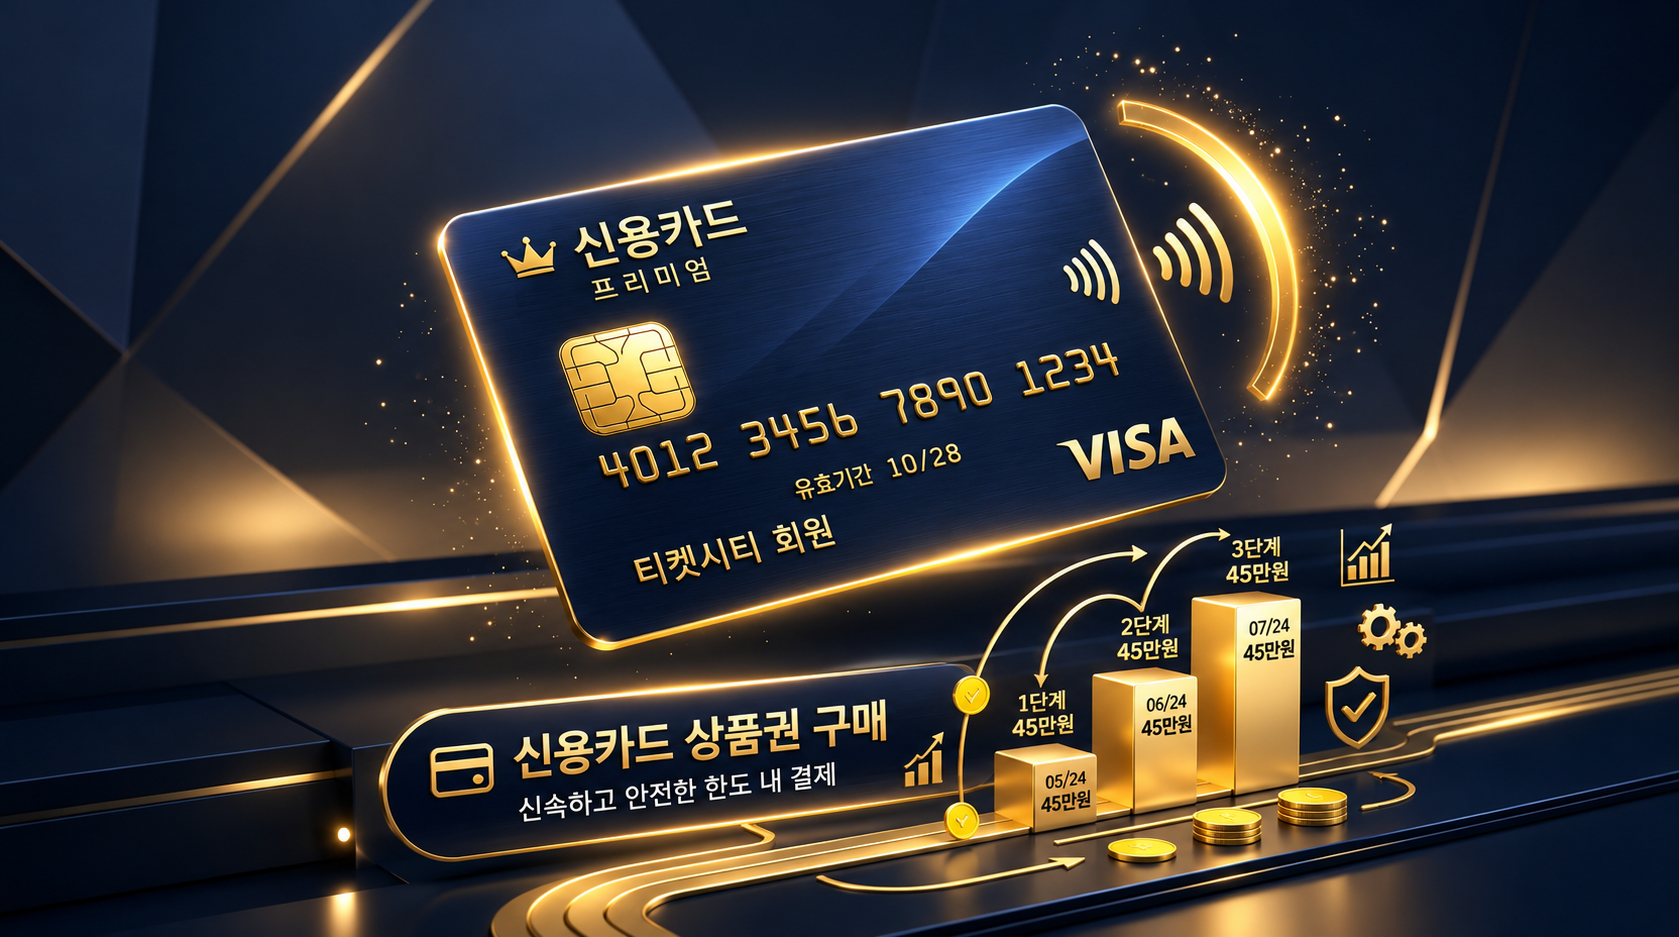 신용카드
프리미엄
4012 3456 7890 1234
유효기간 10/28
VISA
티켓시티 회원
신용카드 상품권 구매
신속하고 안전한 한도 내 결제
1단계
45만원
2단계
45만원
3단계
45만원
05/24
45만원
06/24
45만원
07/24
45만원